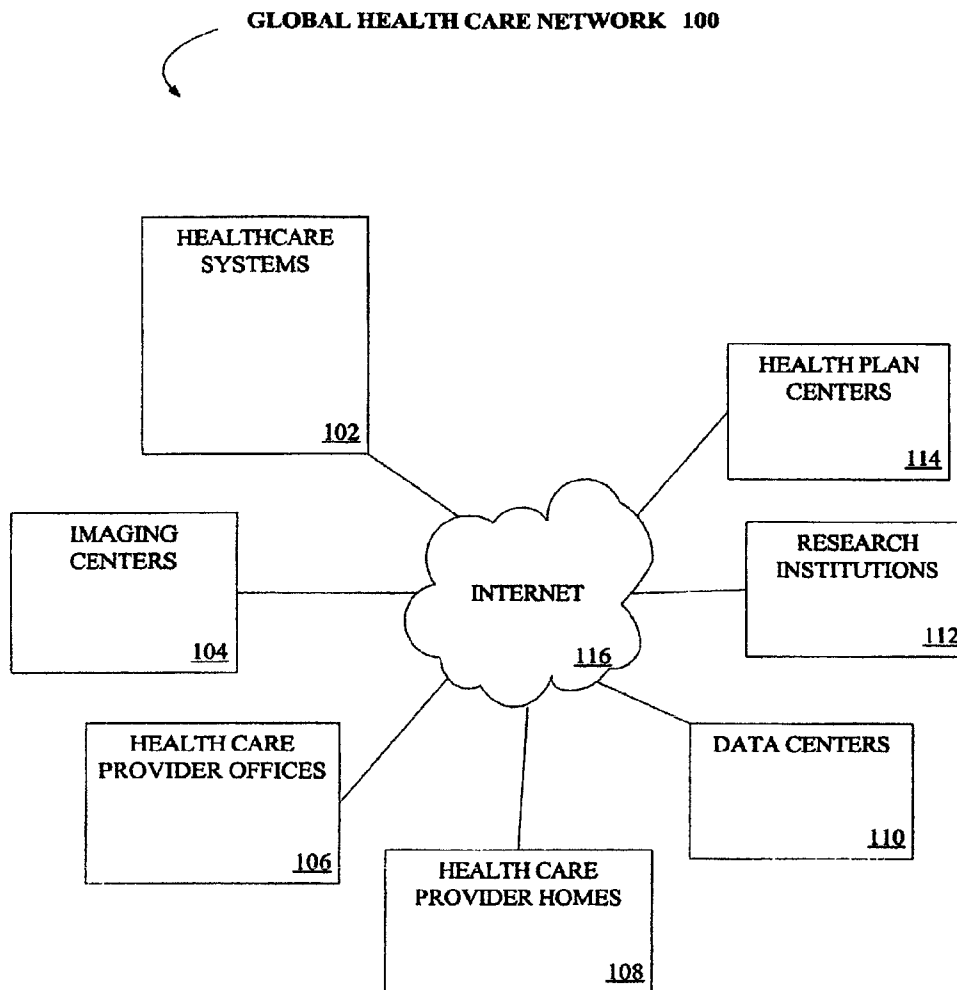 GLOBAL HEALTH CARE NETWORK 100
HEALTHCARE
SYSTEMS
102
HEALTH PLAN
CENTERS
114
IMAGING
CENTERS
104
INTERNET
116
RESEARCH
INSTITUTIONS
112
HEALTH CARE
PROVIDER OFFICES
106
HEALTH CARE
PROVIDER HOMES
108
DATA CENTERS
110